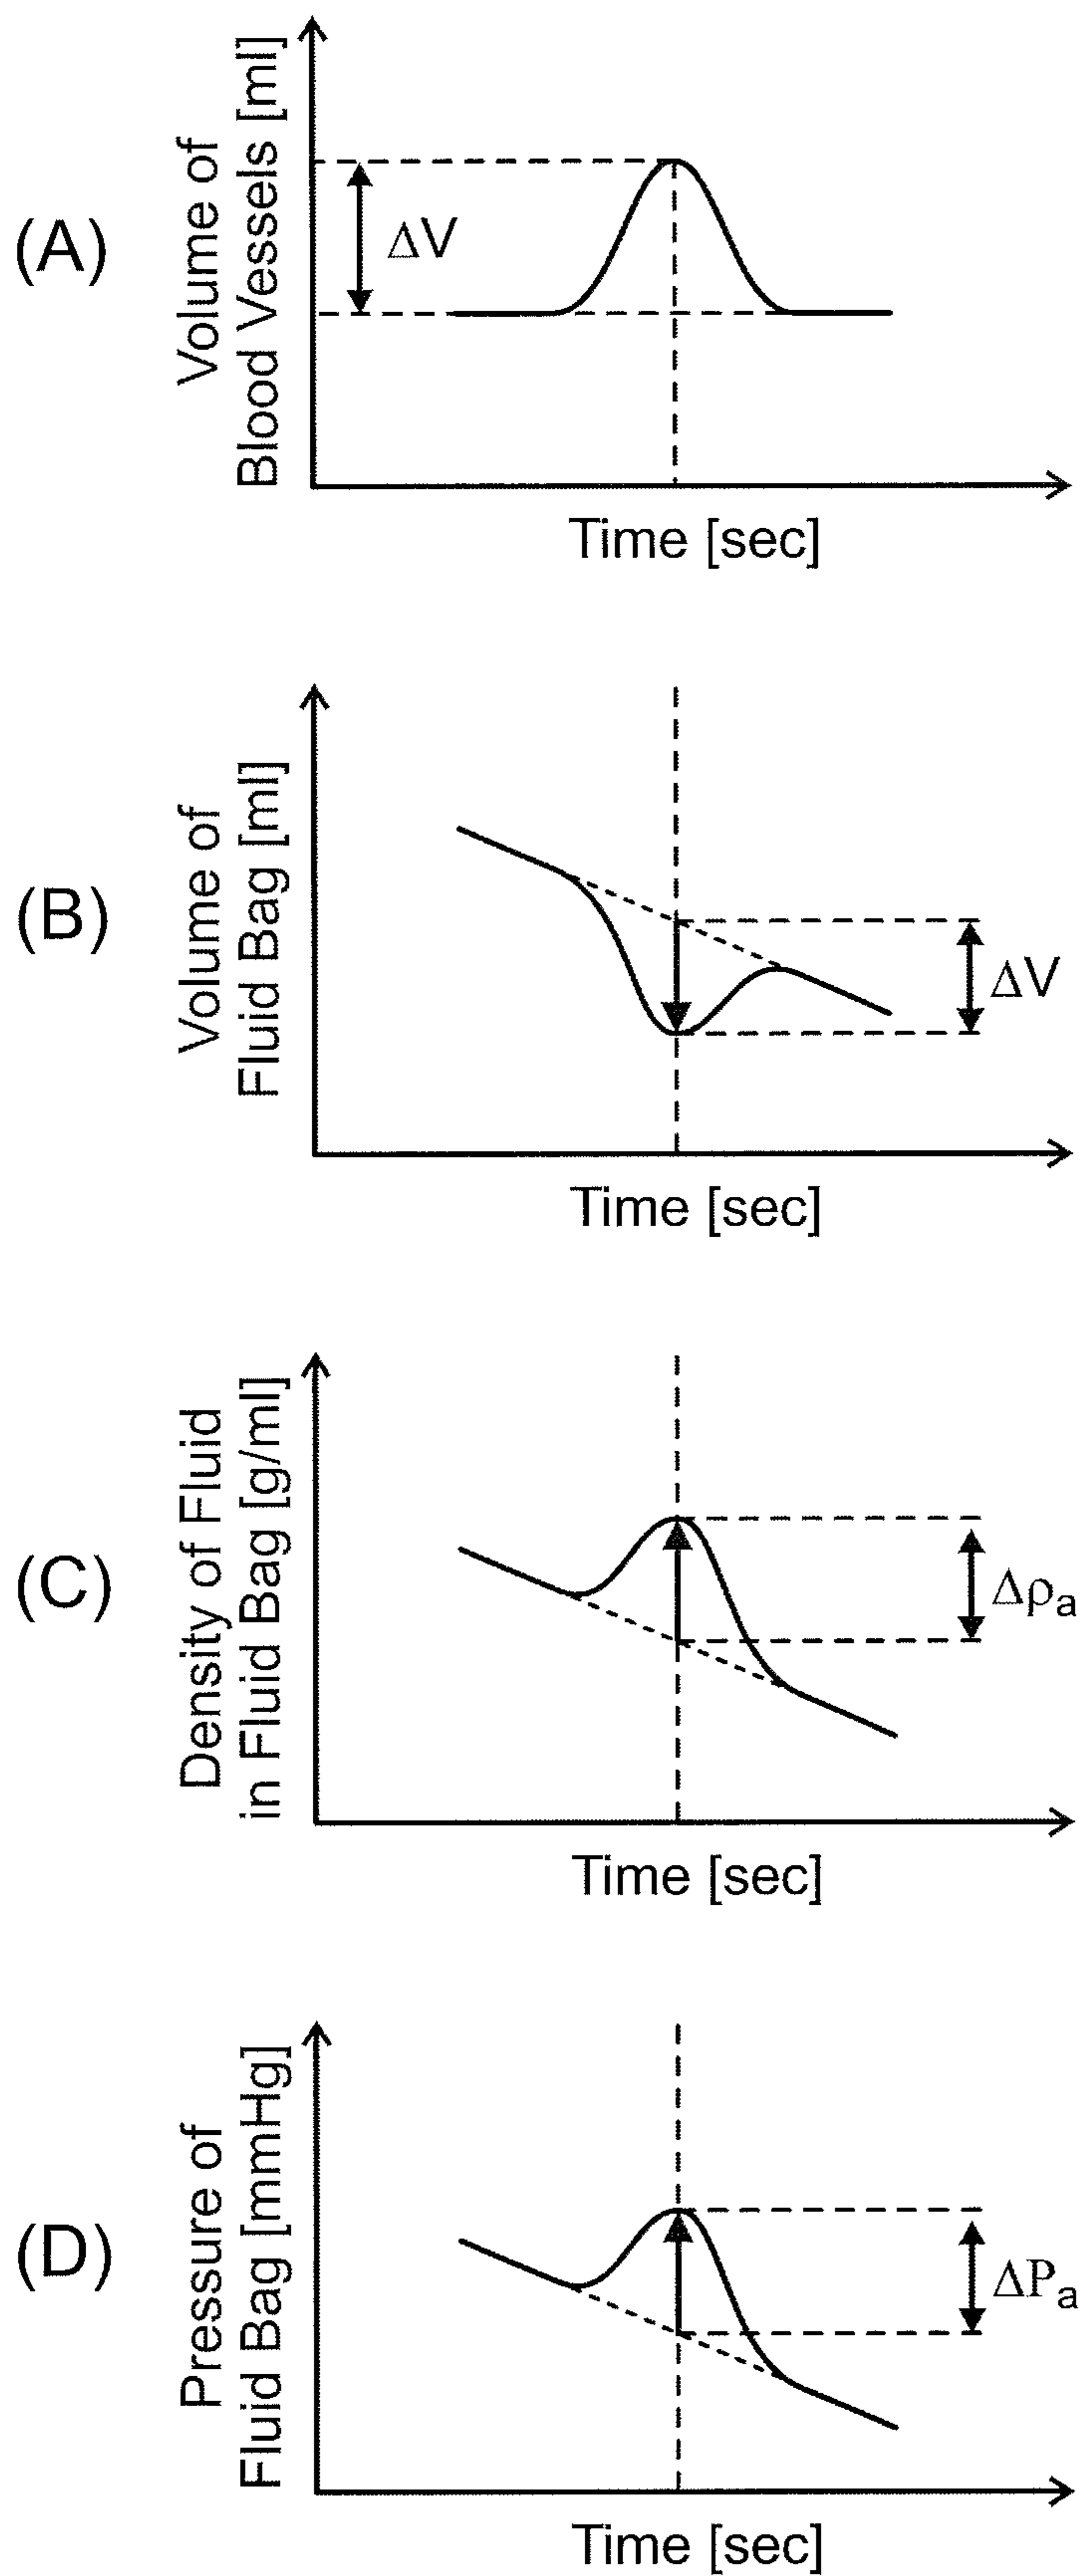 (A)
Volume of
Blood Vessels [ml]
ΔV
Time [sec]
(B)
Volume of
Fluid Bag [ml]
ΔV
Time [sec]
(C)
Density of Fluid
in Fluid Bag [g/ml]
Δρa
Time [sec]
(D)
Pressure of
Fluid Bag [mmHg]
ΔPa
Time [sec]